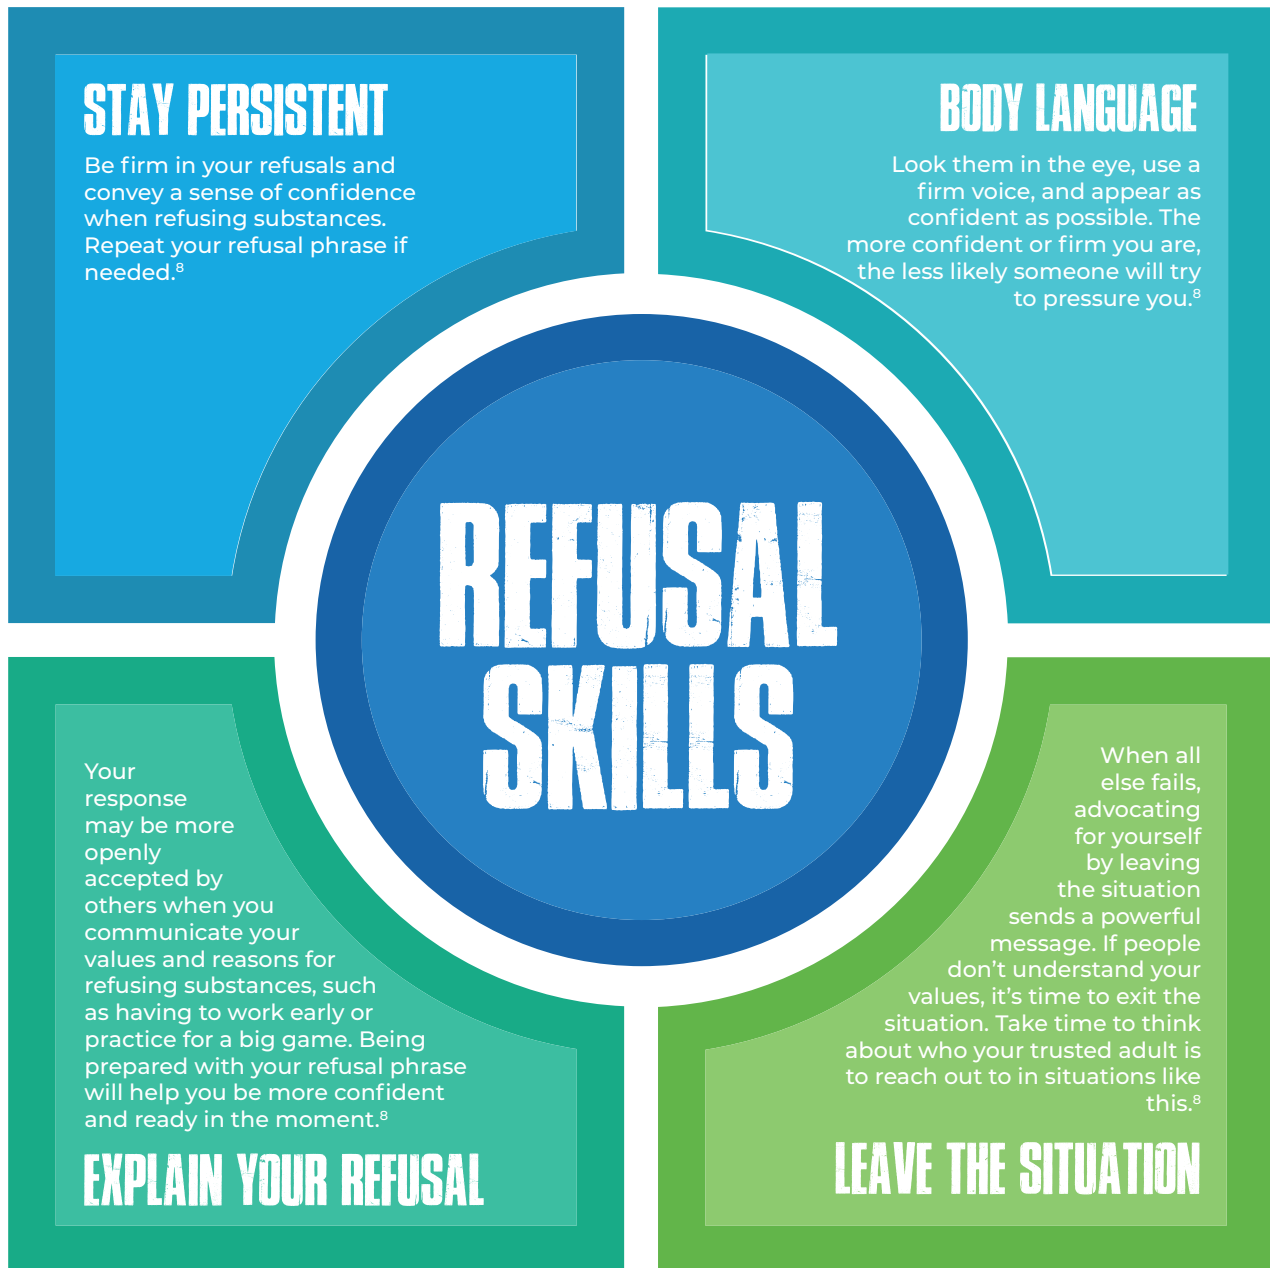 STAY PERSISTENT
Be firm in your refusals and
convey a sense of confidence
when refusing substances.
Repeat your refusal phrase if
needed.⁸
BODY LANGUAGE
Look them in the eye, use a
firm voice, and appear as
confident as possible. The
more confident or firm you are,
the less likely someone will try
to pressure you.⁸
REFUSAL
SKILLS
Your
response
may be more
openly
accepted by
others when you
communicate your
values and reasons for
refusing substances, such
as having to work early or
practice for a big game. Being
prepared with your refusal phrase
will help you be more confident
and ready in the moment.⁸
EXPLAIN YOUR REFUSAL
When all
else fails,
advocating
for yourself
by leaving
the situation
sends a powerful
message. If people
don’t understand your
values, it’s time to exit the
situation. Take time to think
about who your trusted adult is
to reach out to in situations like
this.⁸
LEAVE THE SITUATION